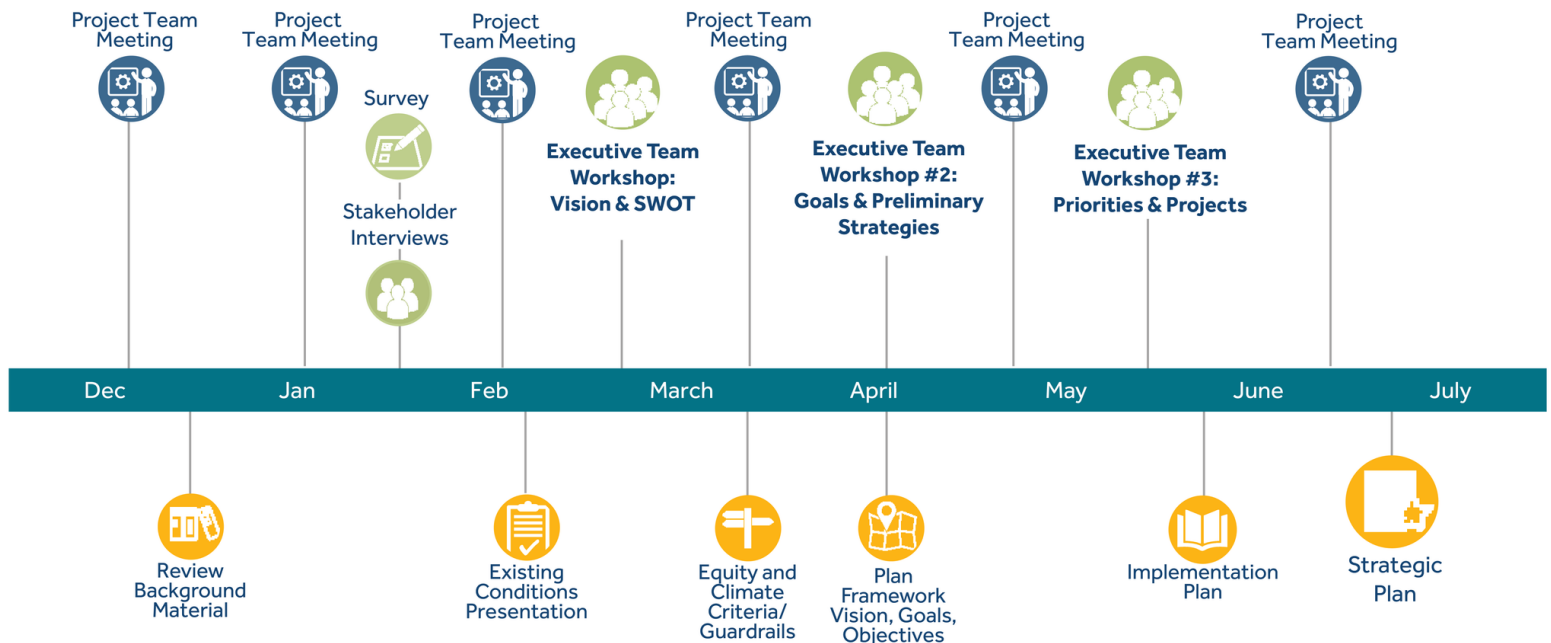 Project Team
Meeting
Project
Team Meeting
Survey
Stakeholder
Interviews
Project
Team Meeting
Executive Team
Workshop:
Vision & SWOT
Project Team
Meeting
Executive Team
Workshop #2:
Goals & Preliminary
Strategies
Project
Team Meeting
Executive Team
Workshop #3:
Priorities & Projects
Project
Team Meeting
Dec
Jan
Feb
March
April
May
June
July
Review
Background
Material
Existing
Conditions
Presentation
Equity and
Climate
Criteria/
Guardrails
Plan
Framework
Vision, Goals,
Objectives
Implementation
Plan
Strategic
Plan